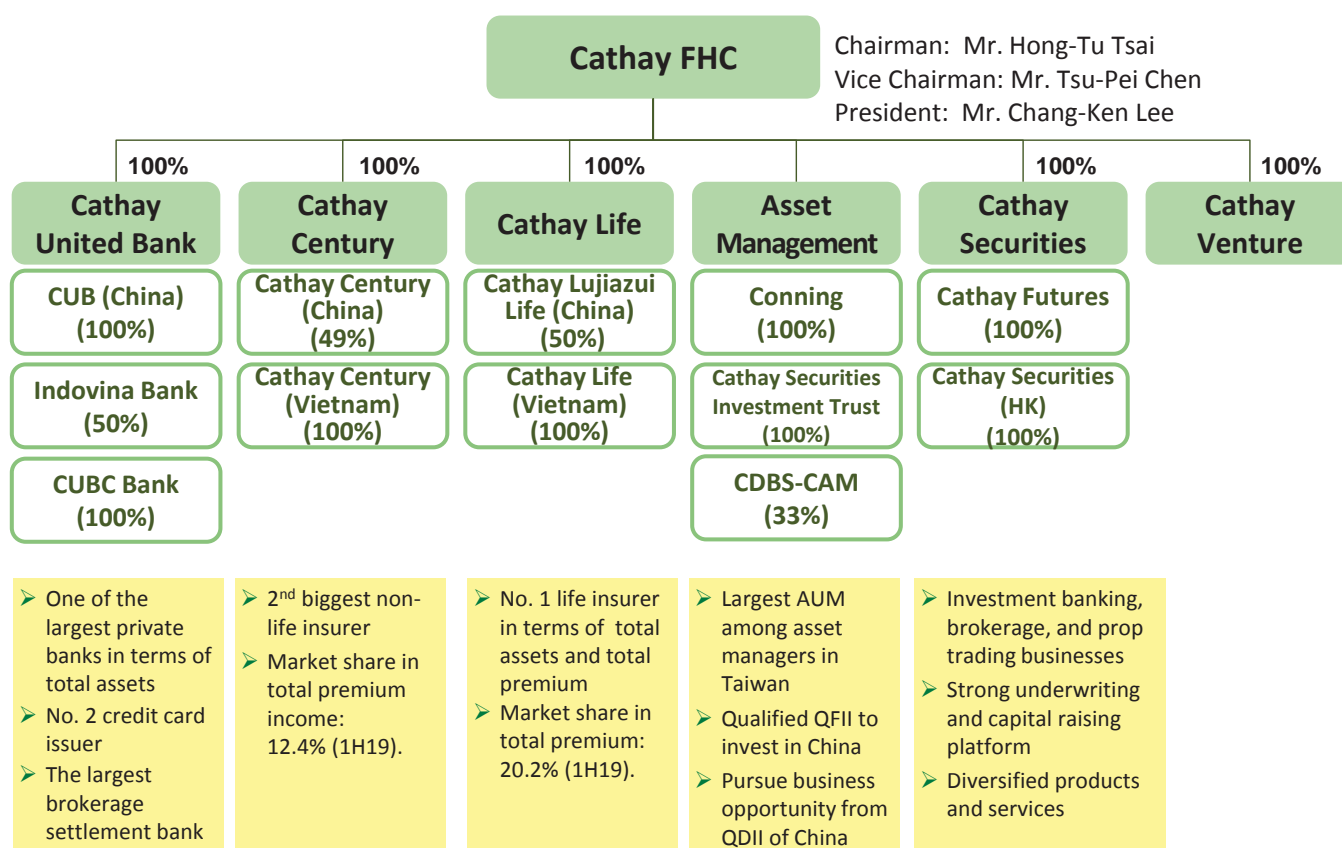 Cathay FHC
Chairman:  Mr. Hong-Tu Tsai
Vice Chairman: Mr. Tsu-Pei Chen
President:  Mr. Chang-Ken Lee
100%
100%
100%
100%
100%
Cathay
United Bank
Cathay
Century
Cathay Life
Asset
Management
Cathay
Securities
Cathay
Venture
CUB (China)
(100%)
Cathay Century
(China)
(49%)
Cathay Lujiazui
Life (China)
(50%)
Conning
(100%)
Cathay Futures
(100%)
Indovina Bank
(50%)
Cathay Century
(Vietnam)
(100%)
Cathay Life
(Vietnam)
(100%)
Cathay Securities
Investment Trust
(100%)
Cathay Securities
(HK)
(100%)
CUBC Bank
(100%)
CDBS-CAM
(33%)
➢ One of the
largest private
banks in terms of
total assets
➢ No. 2 credit card
issuer
➢ The largest
brokerage
settlement bank
➢ 2nd biggest non-
life insurer
➢ Market share in
total premium
income:
12.4% (1H19).
➢ No. 1 life insurer
in terms of  total
assets and total
premium
➢ Market share in
total premium:
20.2% (1H19).
➢ Largest AUM
among asset
managers in
Taiwan
➢ Qualified QFII to
invest in China
➢ Pursue business
opportunity from
QDII of China
➢ Investment banking,
brokerage, and prop
trading businesses
➢ Strong underwriting
and capital raising
platform
➢ Diversified products
and services